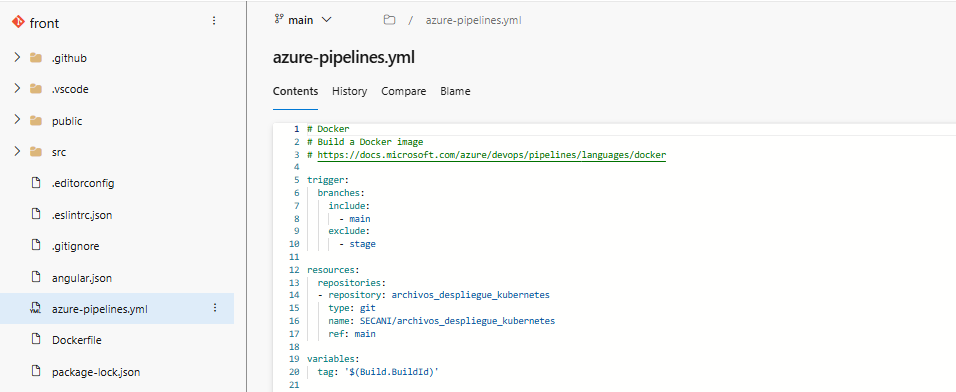 front
.github
.vscode
public
src
.editorconfig
.eslintrc.json
.gitignore
angular.json
azure-pipelines.yml
Dockerfile
package-lock.json
main
/ azure-pipelines.yml
azure-pipelines.yml
Contents History Compare Blame
1 # Docker
2 # Build a Docker image
3 # https://docs.microsoft.com/azure/devops/pipelines/languages/docker
4
5 trigger:
6   branches:
7     include:
8       - main
9     exclude:
10       - stage
11
12 resources:
13   repositories:
14   - repository: archivos_despliegue_kubernetes
15     type: git
16     name: SECANI/archivos_despliegue_kubernetes
17     ref: main
18
19 variables:
20   tag: '$(Build.BuildId)'
21